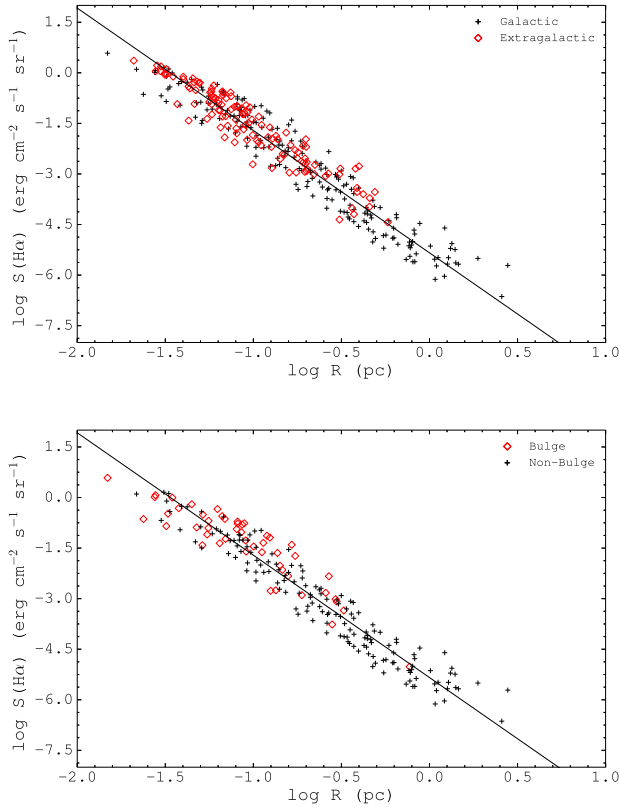 1.5
0.0
−1.5
−3.0
−4.5
−6.0
−7.5
log S(Hα) (erg cm⁻² s⁻¹ sr⁻¹)
Galactic
Extragalactic
−2.0 −1.5 −1.0 −0.5 0.0 0.5 1.0
log R (pc)
1.5
0.0
−1.5
−3.0
−4.5
−6.0
−7.5
log S(Hα) (erg cm⁻² s⁻¹ sr⁻¹)
Bulge
Non-Bulge
−2.0 −1.5 −1.0 −0.5 0.0 0.5 1.0
log R (pc)